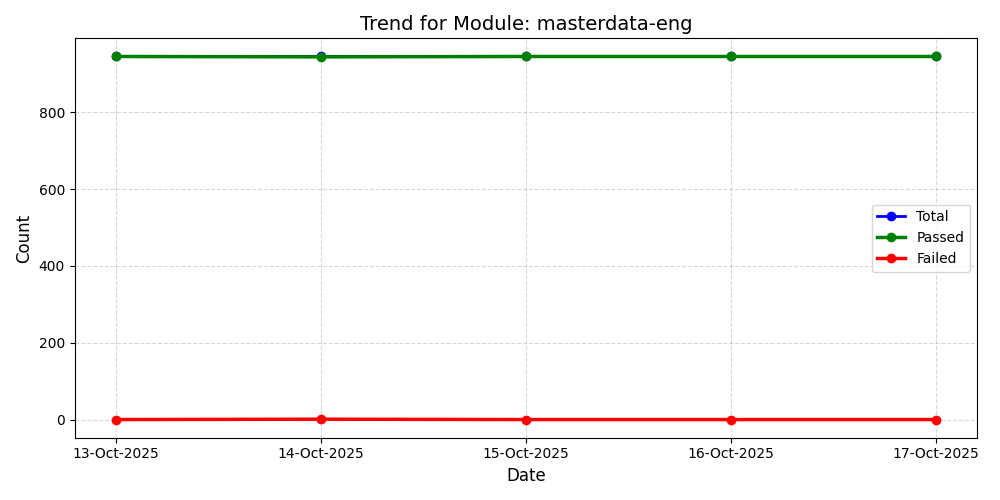 Trend for Module: masterdata-eng
Count
800
600
400
200
0
Total
Passed
Failed
13-Oct-2025
14-Oct-2025
15-Oct-2025
16-Oct-2025
17-Oct-2025
Date